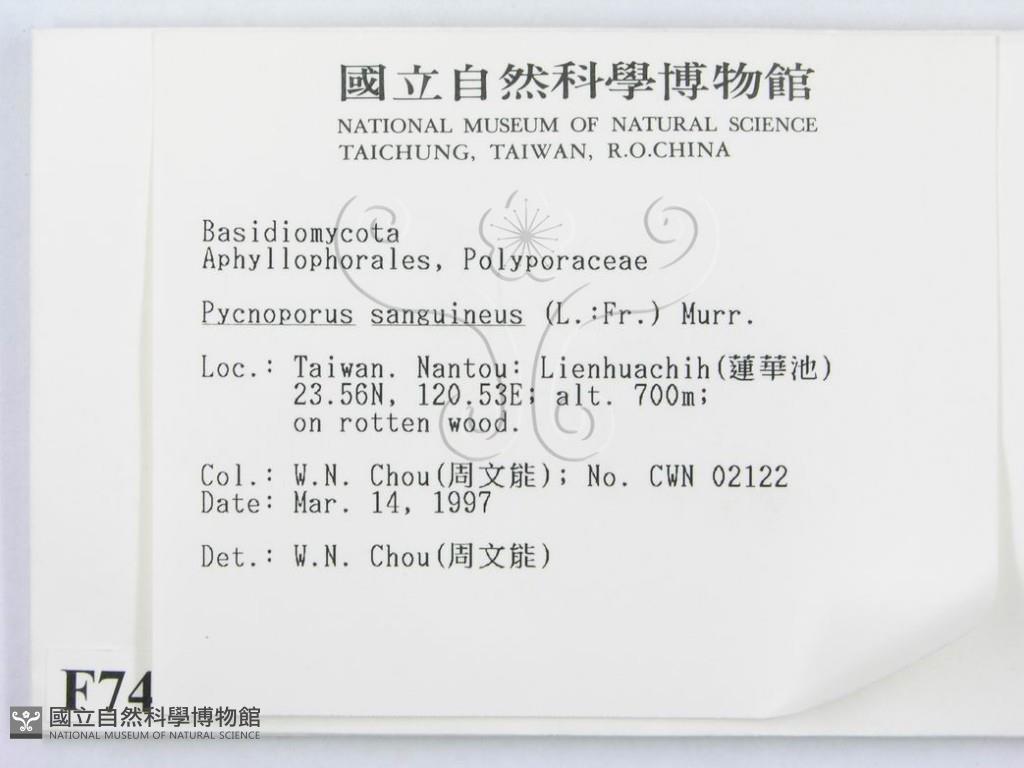 國立自然科學博物館
NATIONAL MUSEUM OF NATURAL SCIENCE
TAICHUNG, TAIWAN, R.O.CHINA
Basidiomycota
Aphyllophorales, Polyporaceae
Pycnoporus sanguineus (L.:Fr.) Murr.
Loc.: Taiwan. Nantou: Lienhuachih(蓮華池)
23.56N, 120.53E; alt. 700m;
on rotten wood.
Col.: W.N. Chou(周文能); No. CWN 02122
Date: Mar. 14, 1997
Det.: W.N. Chou(周文能)
F74
國立自然科學博物館
NATIONAL MUSEUM OF NATURAL SCIENCE